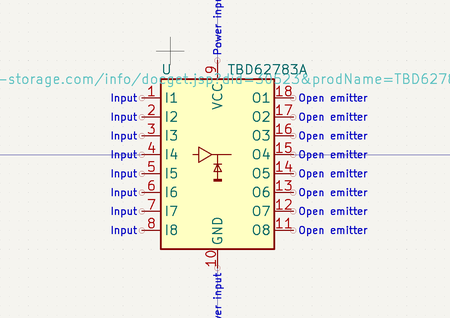 Power input
U TBD62783A
-storage.com/info/docget.jsp?did=30523&prodName=TBD6278
9 VCC
Input 1 I1 O1 18 Open emitter
Input 2 I2 O2 17 Open emitter
Input 3 I3 O3 16 Open emitter
Input 4 I4 O4 15 Open emitter
Input 5 I5 O5 14 Open emitter
Input 6 I6 O6 13 Open emitter
Input 7 I7 O7 12 Open emitter
Input 8 I8 O8 11 Open emitter
10 GND
wer input